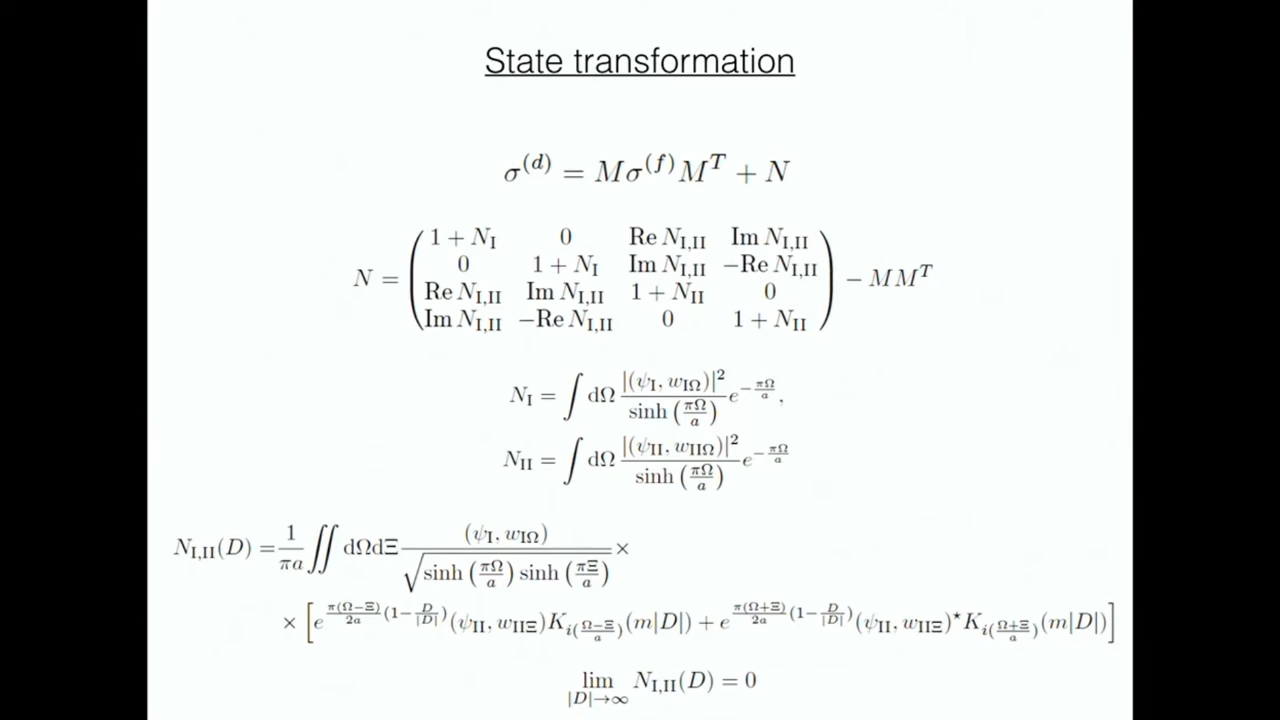 State transformation
σ^(d) = Mσ^(f) M^T + N
N = ( 1 + N_I 0 Re N_I,II Im N_I,II
0 1 + N_I Im N_I,II −Re N_I,II
Re N_I,II Im N_I,II 1 + N_II 0
Im N_I,II −Re N_I,II 0 1 + N_II ) − MM^T
N_I = ∫ dΩ |(ψ_I, w_IΩ)|² / sinh(πΩ/a) e^{−πΩ/a},
N_II = ∫ dΩ |(ψ_II, w_IIΩ)|² / sinh(πΩ/a) e^{−πΩ/a}
N_I,II(D) = 1/(πa) ∬ dΩdΞ (ψ_I, w_IΩ) / √(sinh(πΩ/a) sinh(πΞ/a)) ×
× [e^{π(Ω−Ξ)/2a (1−D/|D|)} (ψ_II, w_IIΞ)K_{i(Ω−Ξ)/a}(m|D|) + e^{π(Ω+Ξ)/2a (1−D/|D|)} (ψ_II, w_IIΞ)^⋆ K_{i(Ω+Ξ)/a}(m|D|)]
lim_{|D|→∞} N_I,II(D) = 0